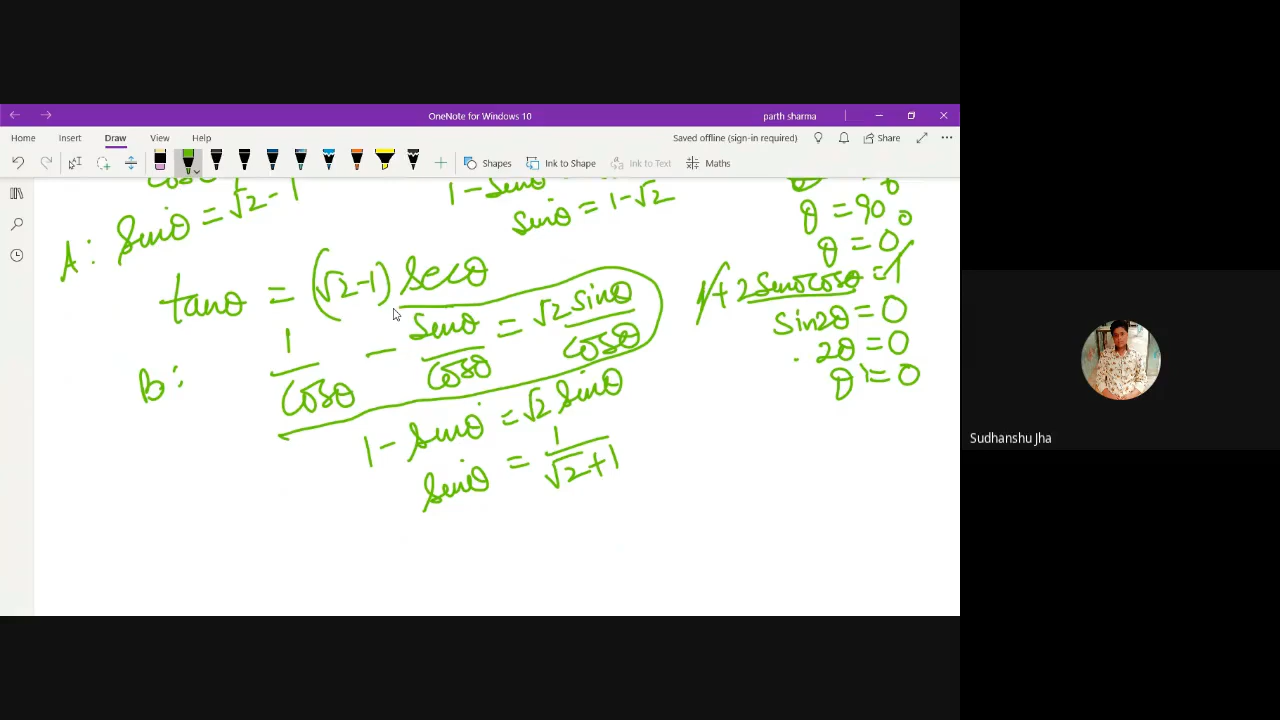 OneNote for Windows 10
parth sharma
Home Insert Draw View Help
Saved offline (sign-in required)
Share
Shapes
Ink to Shape
Ink to Text
Maths
A: sinθ = √2-1
1 - sinθ
sinθ = 1-√2
θ = 90
θ = 0
tanθ = (√2-1) secθ
B: 1/cosθ - sinθ/cosθ = √2 sinθ/cosθ
1 - sinθ = √2 sinθ
sinθ = 1/√2+1
1 + 2 sinθ cosθ = 1
sin2θ = 0
2θ = 0
θ = 0
Sudhanshu Jha